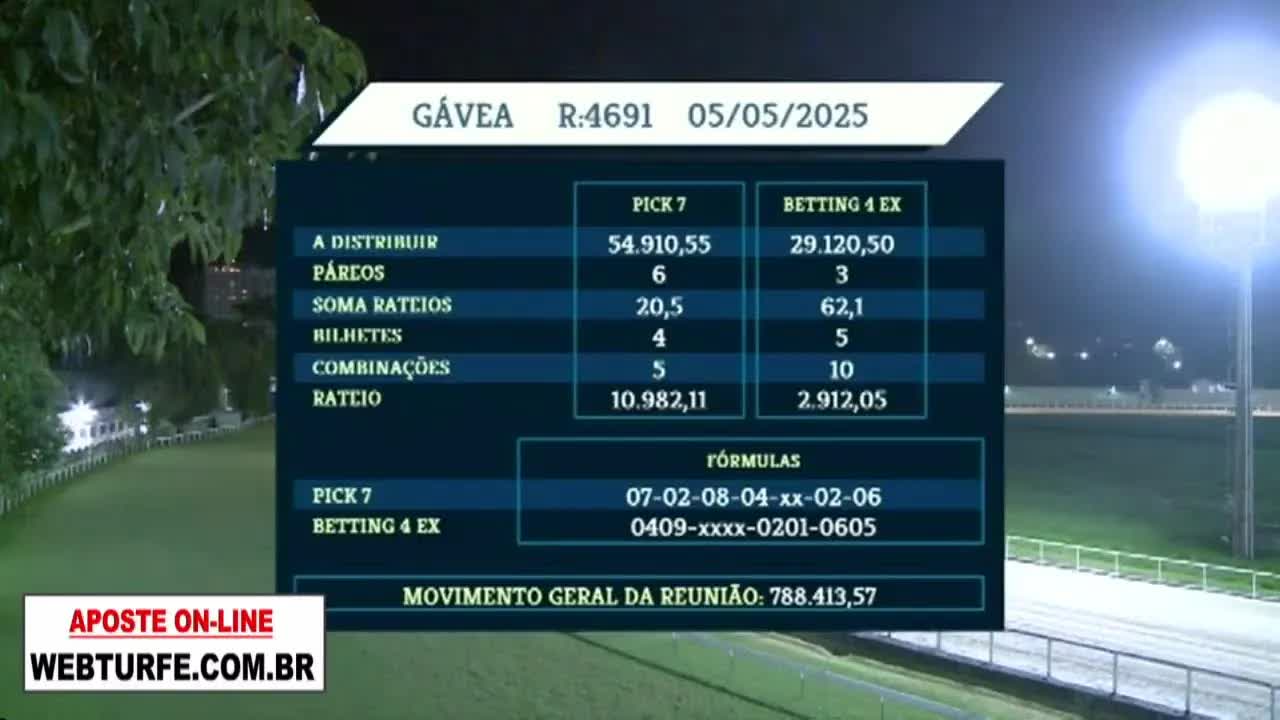 GÁVEA R:4691 05/05/2025
PICK 7 BETTING 4 EX
A DISTRIBUIR 54.910,55 29.120,50
PÁREOS 6 3
SOMA RATEIOS 20,5 62,1
BILHETES 4 5
COMBINAÇÕES 5 10
RATEIO 10.982,11 2.912,05
FÓRMULAS
PICK 7 07-02-08-04-xx-02-06
BETTING 4 EX 0409-xxxx-0201-0605
MOVIMENTO GERAL DA REUNIÃO: 788.413,57
APOSTE ON-LINE
WEBTURFE.COM.BR